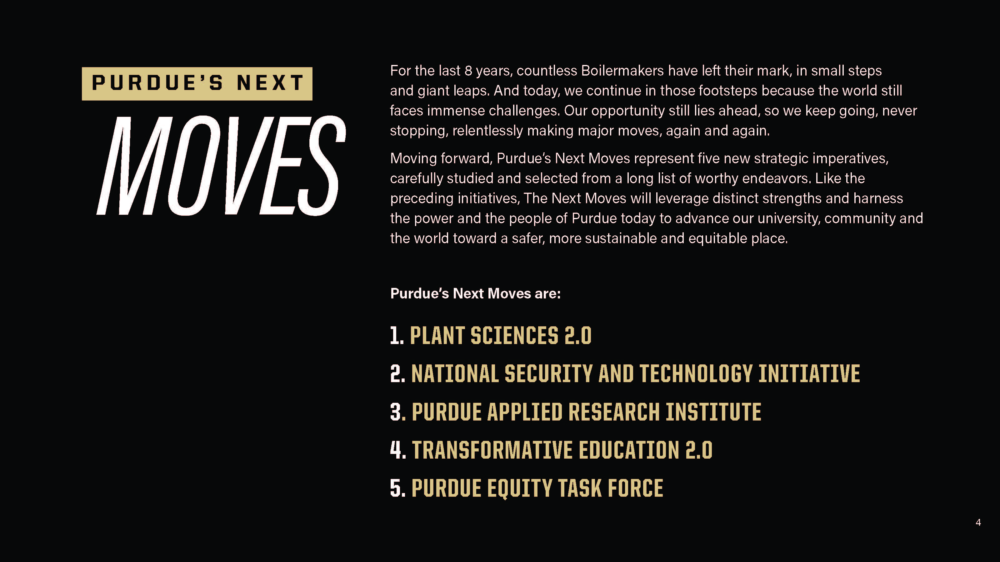 PURDUE’S NEXT
MOVES
For the last 8 years, countless Boilermakers have left their mark, in small steps
and giant leaps. And today, we continue in those footsteps because the world still
faces immense challenges. Our opportunity still lies ahead, so we keep going, never
stopping, relentlessly making major moves, again and again.
Moving forward, Purdue’s Next Moves represent five new strategic imperatives,
carefully studied and selected from a long list of worthy endeavors. Like the
preceding initiatives, The Next Moves will leverage distinct strengths and harness
the power and the people of Purdue today to advance our university, community and
the world toward a safer, more sustainable and equitable place.
Purdue’s Next Moves are:
1. PLANT SCIENCES 2.0
2. NATIONAL SECURITY AND TECHNOLOGY INITIATIVE
3. PURDUE APPLIED RESEARCH INSTITUTE
4. TRANSFORMATIVE EDUCATION 2.0
5. PURDUE EQUITY TASK FORCE
4